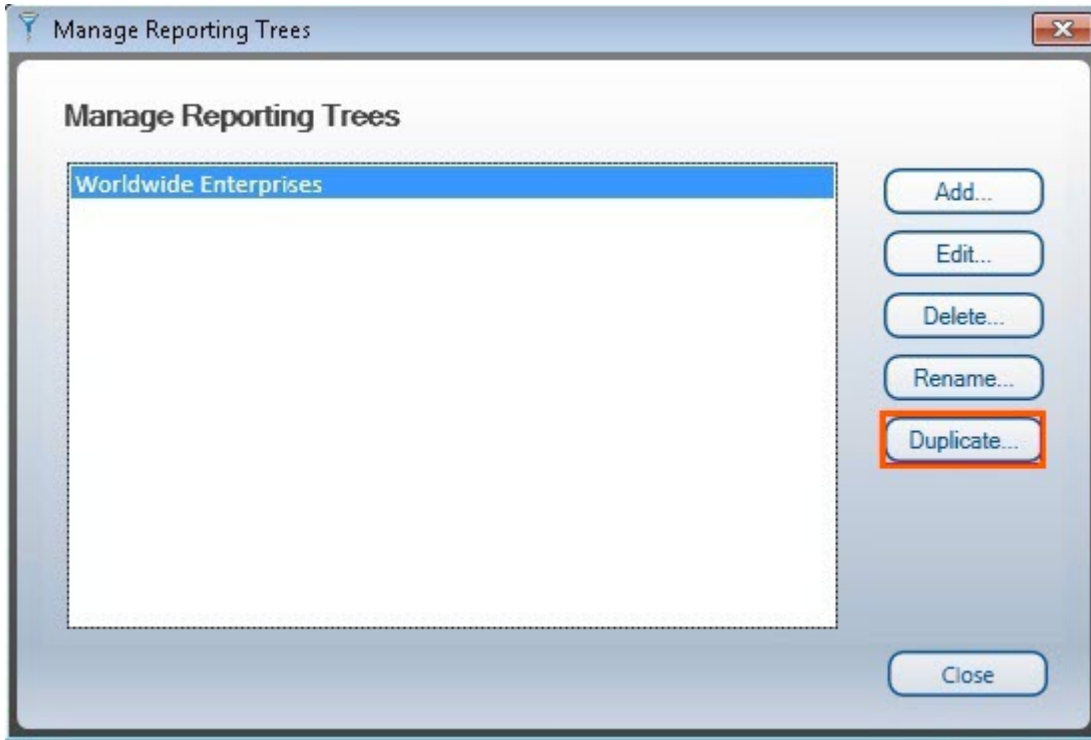 Manage Reporting Trees
Manage Reporting Trees
Worldwide Enterprises
Add...
Edit...
Delete...
Rename...
Duplicate...
Close